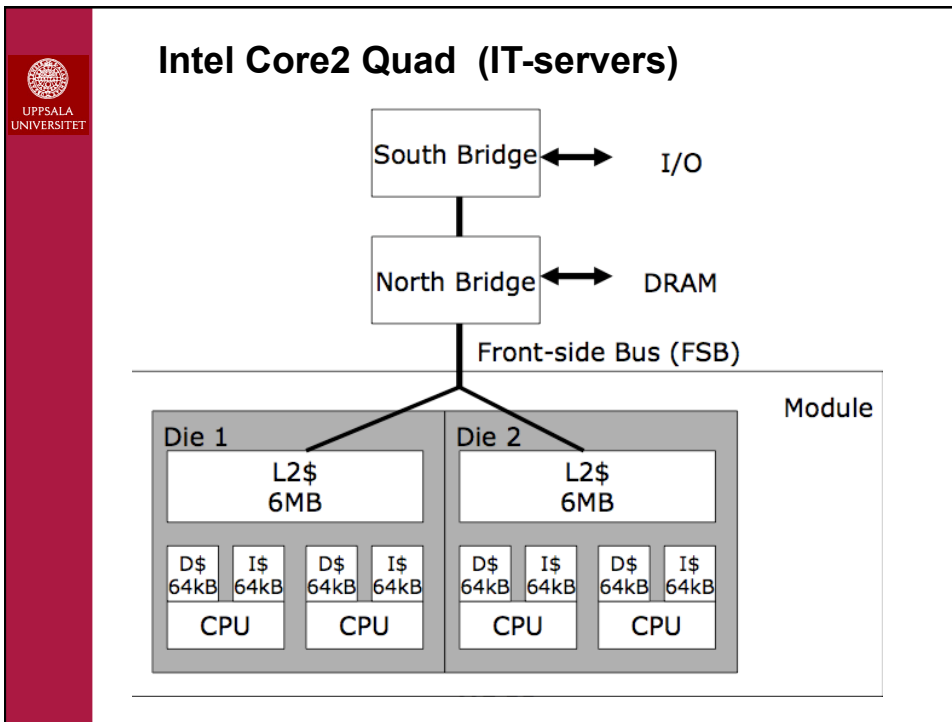 Intel Core2 Quad (IT-servers)
UPPSALA
UNIVERSITET
South Bridge
I/O
North Bridge
DRAM
Front-side Bus (FSB)
Module
Die 1
Die 2
L2$
6MB
L2$
6MB
D$ I$ D$ I$ D$ I$ D$ I$
64kB 64kB 64kB 64kB 64kB 64kB 64kB 64kB
CPU CPU CPU CPU